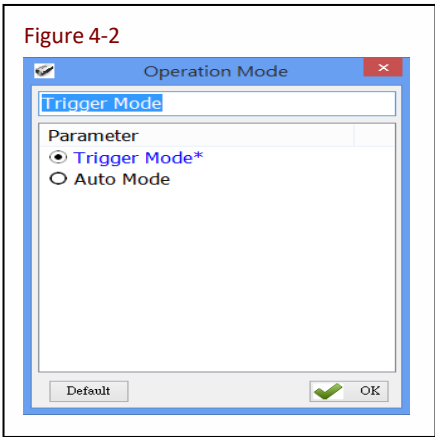 Figure 4-2
Operation Mode
Trigger Mode
Parameter
Trigger Mode*
Auto Mode
Default OK